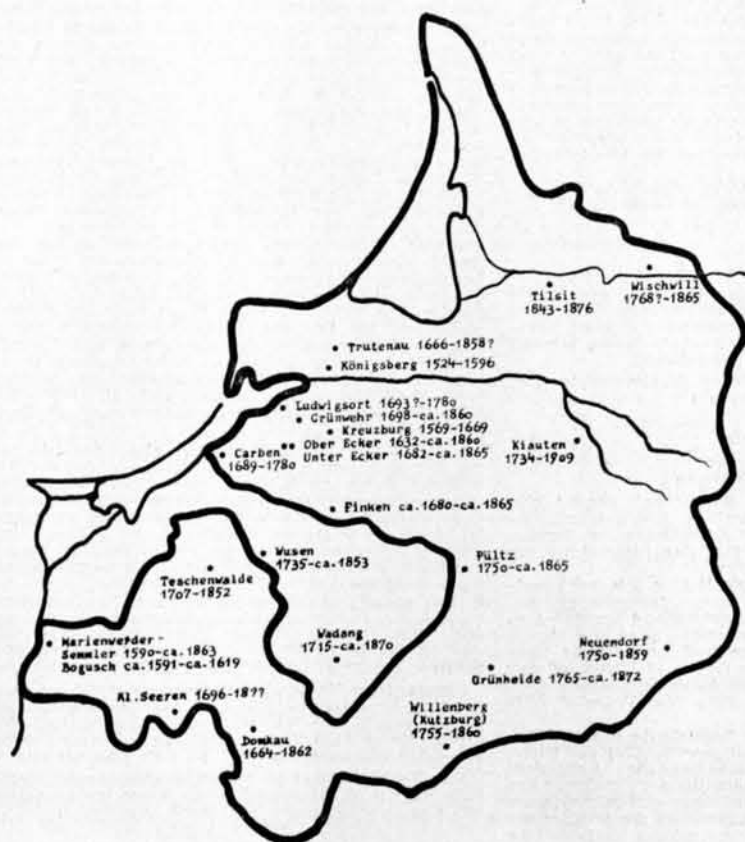 Wischwill
1768?-1865
Tilsit
1843-1876
Trutenau 1666-1858?
Königsberg 1524-1596
Ludwigsort 1693?-1780
Grünwehr 1698-ca.1860
Kreuzburg 1569-1669
Ober Ecker 1632-ca.1860
Unter Ecker 1682-ca.1865
Carben
1689-1780
Kiauten
1734-1909
Finken ca.1680-ca.1865
Wusen
1735-ca.1853
Pültz
1750-ca.1865
Teschenwalde
1707-1852
Marienwerder-
Semmler 1590-ca.1863
Bogusch ca.1591-ca.1619
Wadang
1715-ca.1870
Neuendorf
1750-1859
Grünheide 1765-ca.1872
Kl.Seeren 1696-18??
Willenberg
(Kutzburg)
1755-1860
Domkau
1664-1862